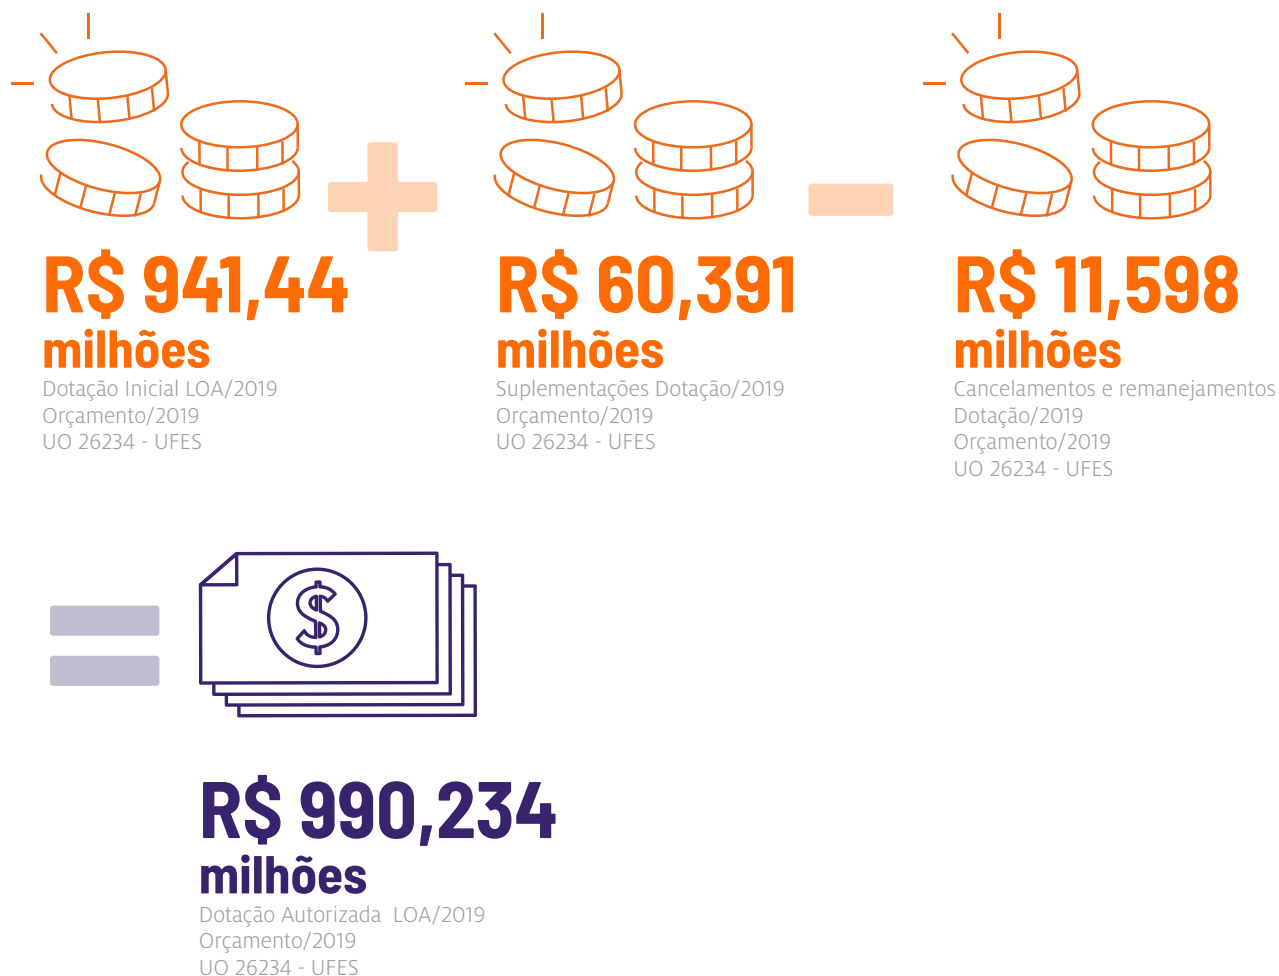 R$ 941,44
milhões
Dotação Inicial LOA/2019
Orçamento/2019
UO 26234 - UFES
R$ 60,391
milhões
Suplementações Dotação/2019
Orçamento/2019
UO 26234 - UFES
R$ 11,598
milhões
Cancelamentos e remanejamentos
Dotação/2019
Orçamento/2019
UO 26234 - UFES
R$ 990,234
milhões
Dotação Autorizada LOA/2019
Orçamento/2019
UO 26234 - UFES